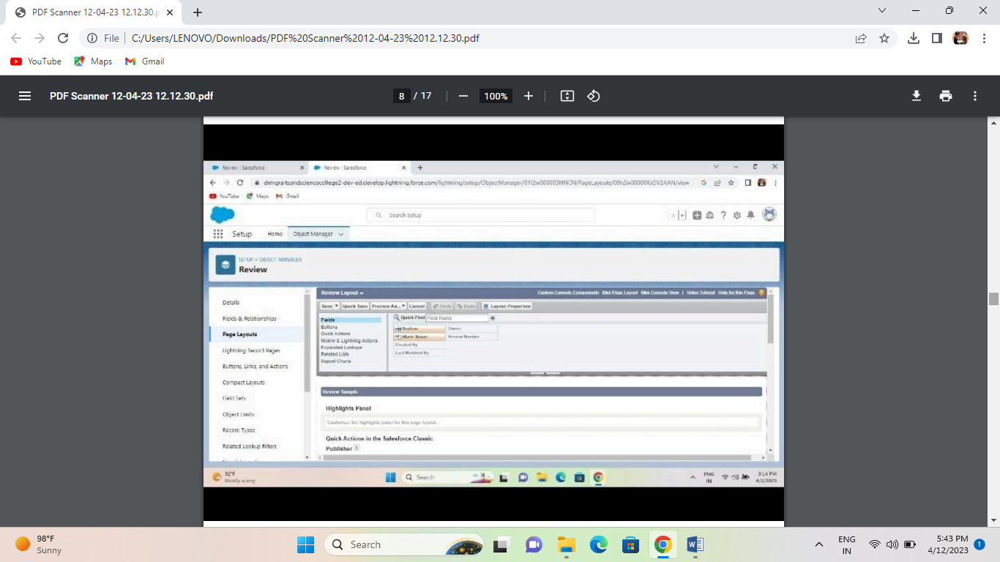 PDF Scanner 12-04-23 12.12.30.p
File C:/Users/LENOVO/Downloads/PDF%20Scanner%2012-04-23%2012.12.30.pdf
YouTube Maps Gmail
PDF Scanner 12-04-23 12.12.30.pdf 8 / 17 100%
Review | Salesforce Review | Salesforce
drmgrartsandsciencecollege2-dev-ed.develop.lightning.force.com/lightning/setup/ObjectManager/
YouTube Maps Gmail
Search Setup
Setup Home Object Manager
SETUP > OBJECT MANAGER
Review
Details
Fields & Relationships
Page Layouts
Lightning Record Pages
Buttons, Links, and Actions
Compact Layouts
Field Sets
Object Limits
Record Types
Related Lookup Filters
Review Layout Custom Console Components Mini Page Layout Mini Console View | Video Tutorial Help for this Page
Save Quick Save Preview As... Cancel Undo Redo Layout Properties
Fields
Buttons
Quick Actions
Mobile & Lightning Actions
Expanded Lookups
Related Lists
Report Charts
Quick Find Field Name
Section Owner
Blank Space Review Number
Created By
Last Modified By
Review Sample
Highlights Panel
Customize the highlights panel for this page layout...
Quick Actions in the Salesforce Classic
Publisher
92°F
Mostly sunny
Search
ENG
IN
3:14 PM
4/2/2023
98°F
Sunny
Search
ENG
IN
5:43 PM
4/12/2023
1